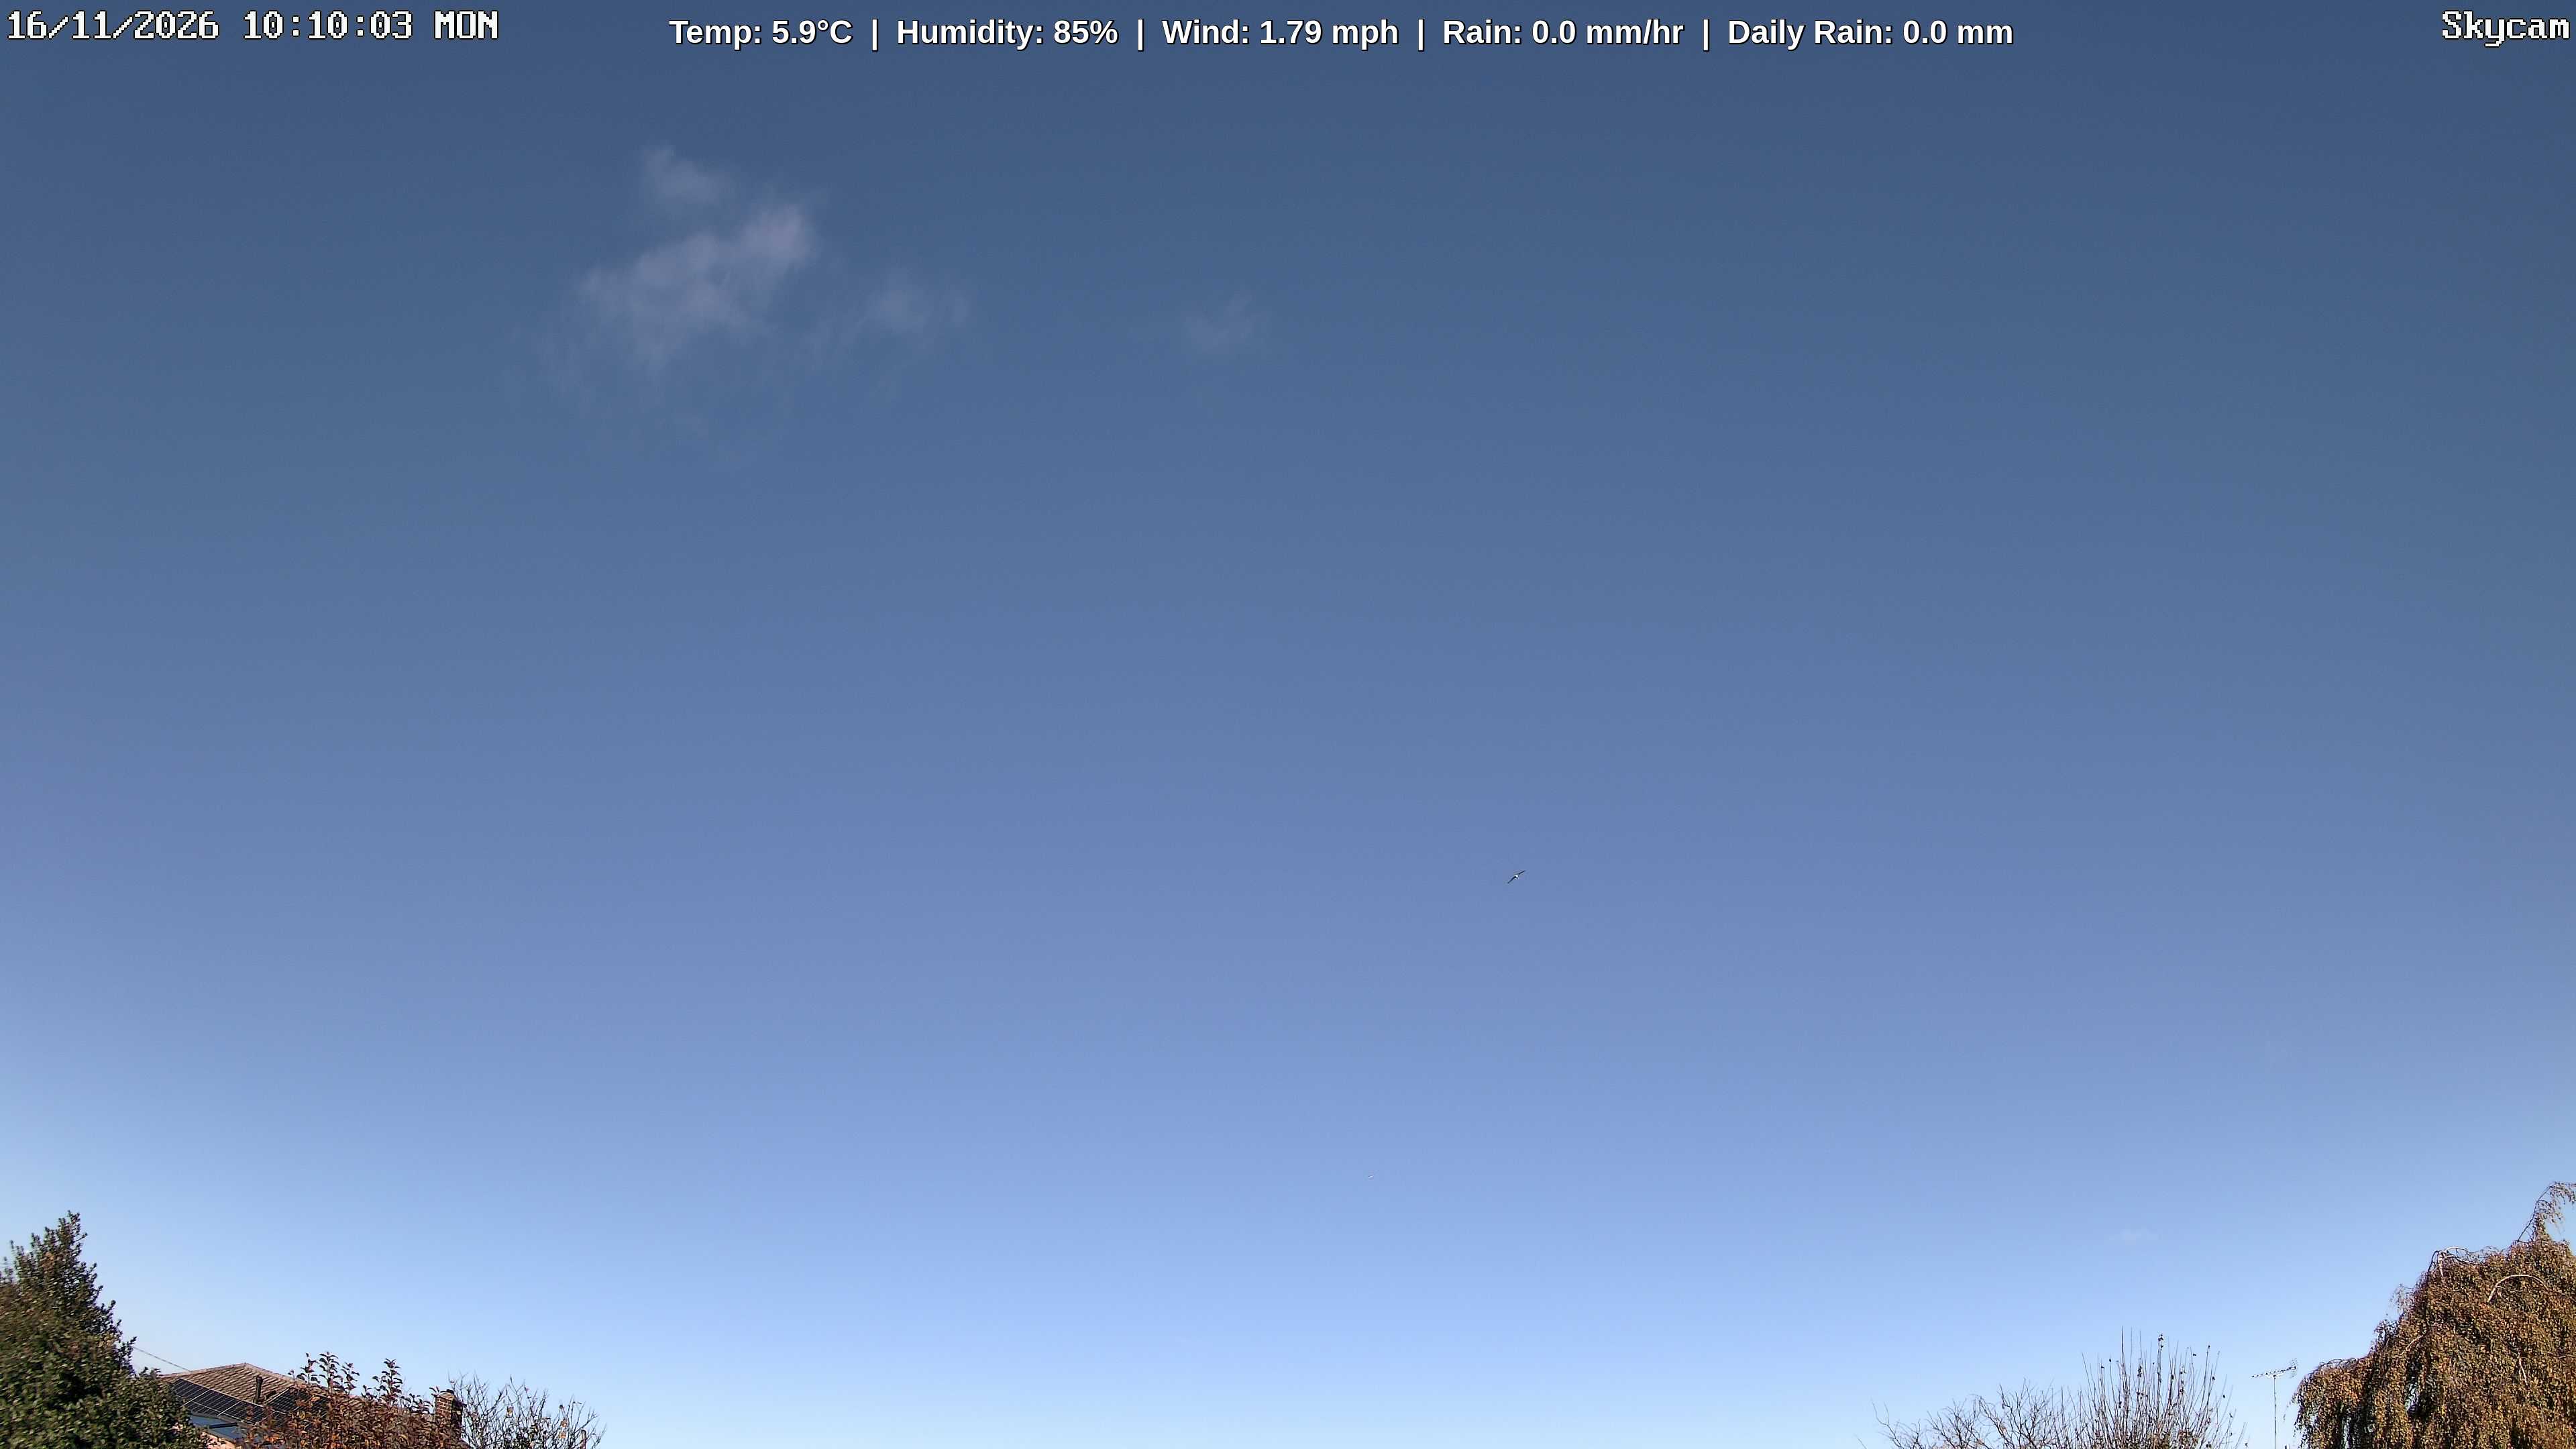 16/11/2026 10:10:03 MON
Temp: 5.9°C | Humidity: 85% | Wind: 1.79 mph | Rain: 0.0 mm/hr | Daily Rain: 0.0 mm
Skycam